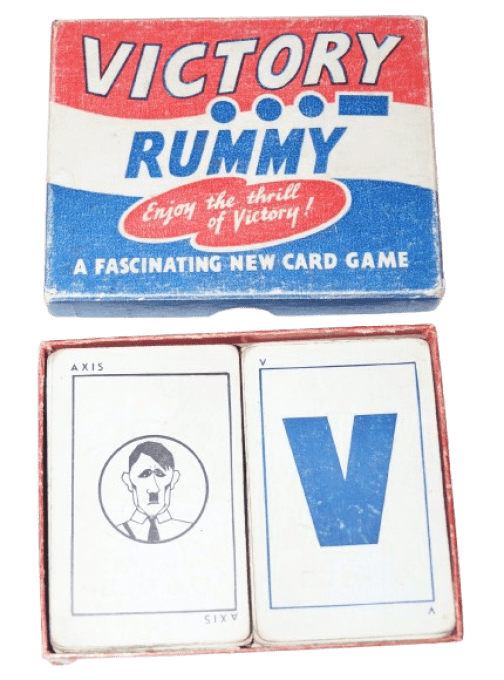 VICTORY
RUMMY
Enjoy the thrill
of Victory!
A FASCINATING NEW CARD GAME
AXIS
V
V
AXIS
V